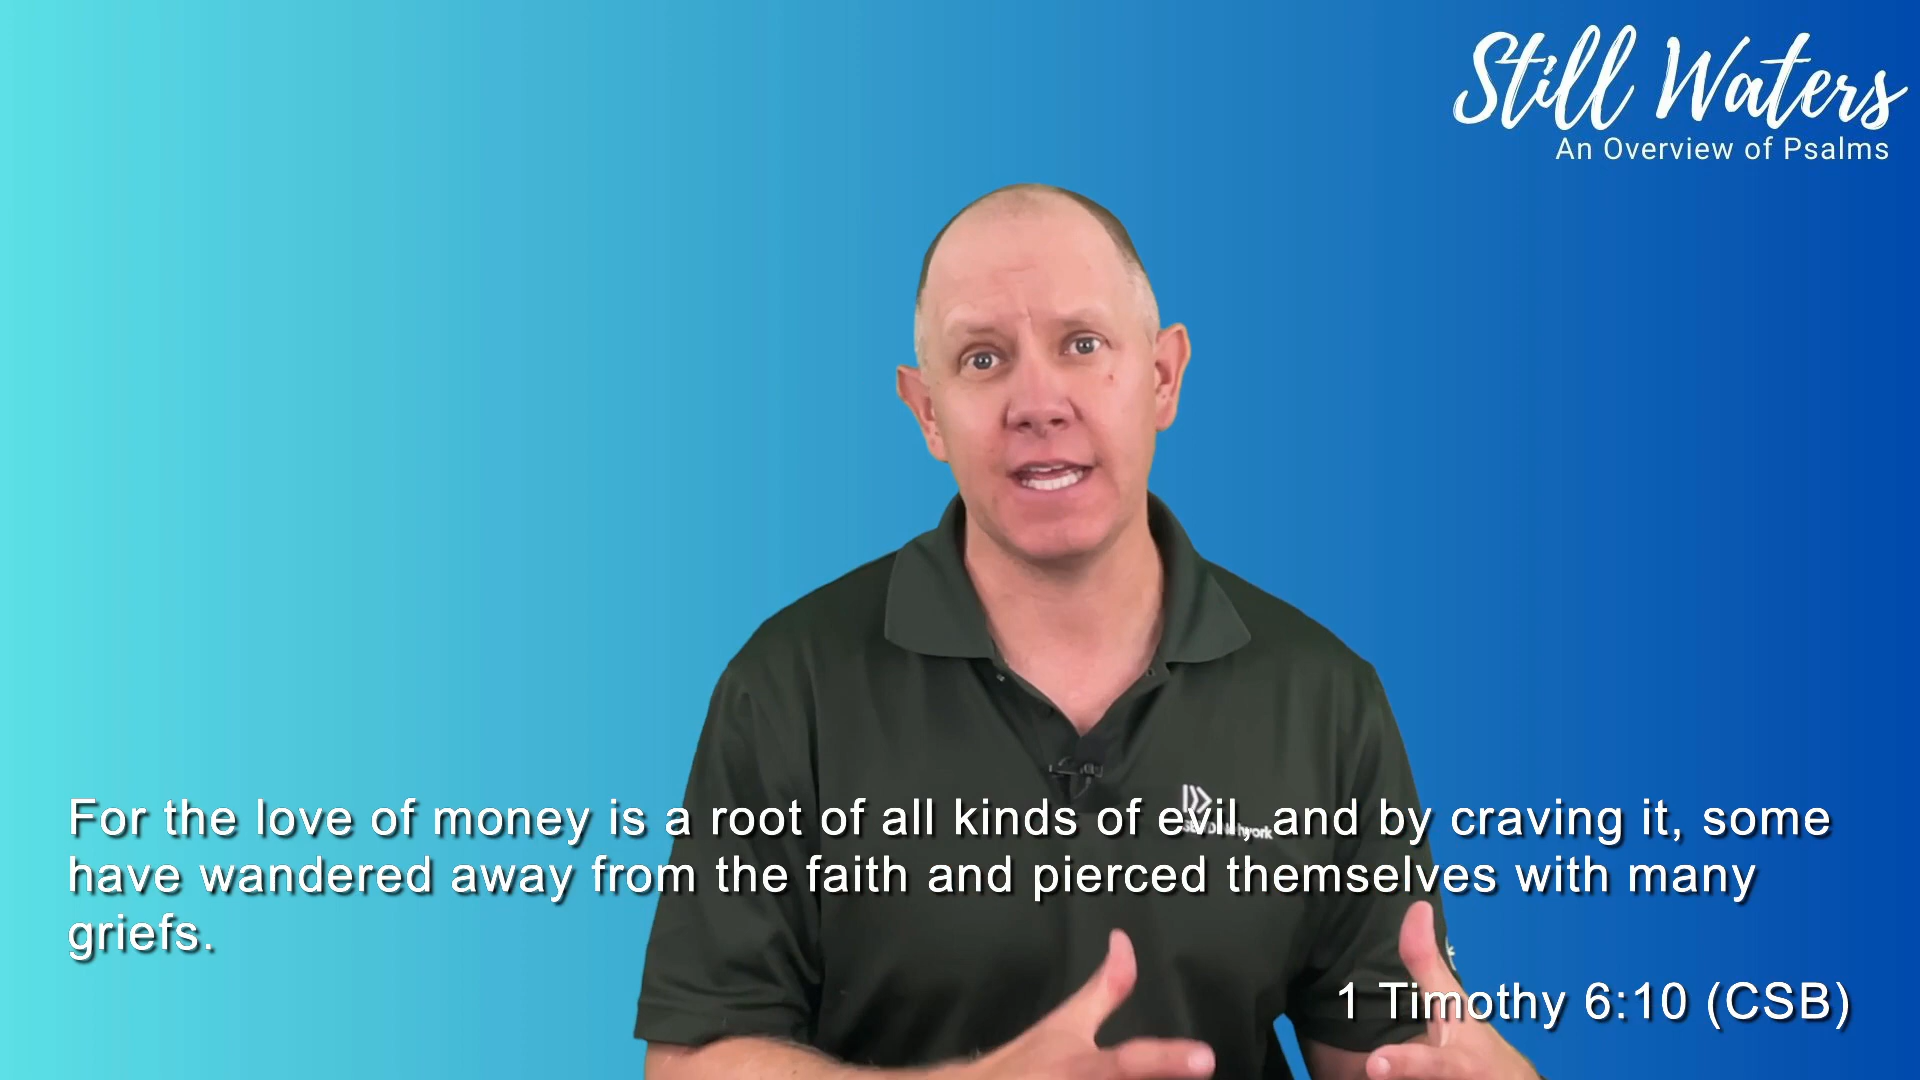 Still Waters
An Overview of Psalms
For the love of money is a root of all kinds of evil, and by craving it, some
have wandered away from the faith and pierced themselves with many
griefs.
1 Timothy 6:10 (CSB)